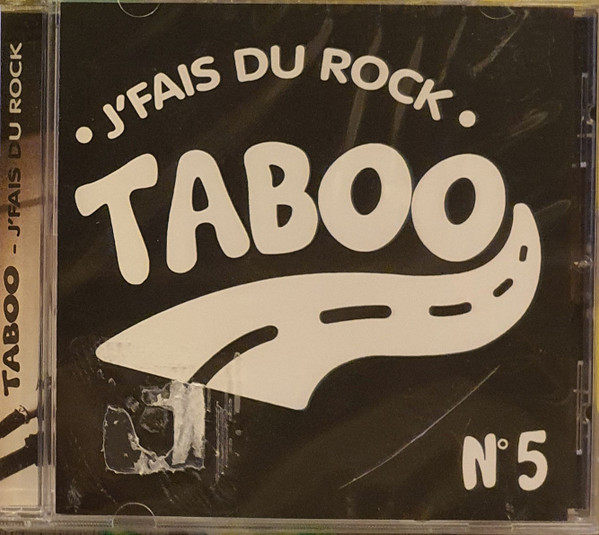 • J'FAIS DU ROCK •
TABOO
N°5
TABOO - J'FAIS DU ROCK